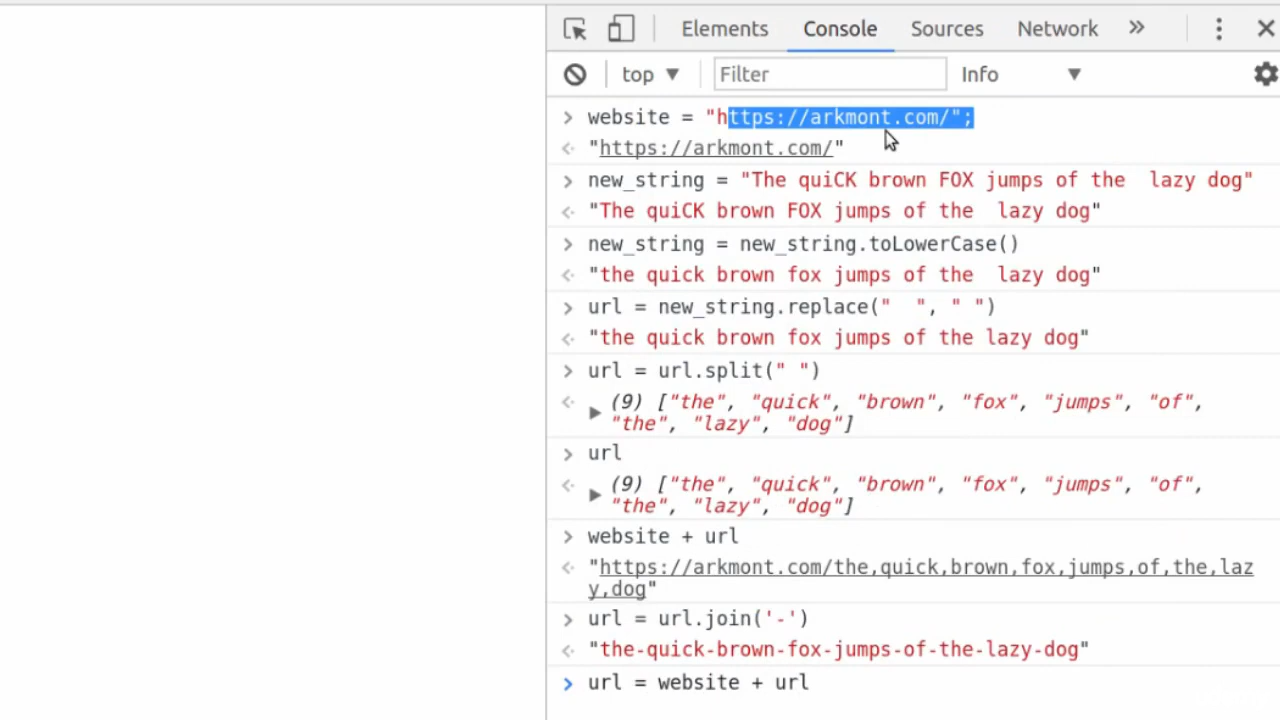 Elements Console Sources Network »
top ▼ Filter Info ▼
> website = "https://arkmont.com/";
"https://arkmont.com/"
> new_string = "The quiCK brown FOX jumps of the  lazy dog"
"The quiCK brown FOX jumps of the  lazy dog"
> new_string = new_string.toLowerCase()
"the quick brown fox jumps of the  lazy dog"
> url = new_string.replace("  ", " ")
"the quick brown fox jumps of the lazy dog"
> url = url.split(" ")
(9) ["the", "quick", "brown", "fox", "jumps", "of",
"the", "lazy", "dog"]
> url
(9) ["the", "quick", "brown", "fox", "jumps", "of",
"the", "lazy", "dog"]
> website + url
"https://arkmont.com/the,quick,brown,fox,jumps,of,the,laz
y,dog"
> url = url.join('-')
"the-quick-brown-fox-jumps-of-the-lazy-dog"
> url = website + url